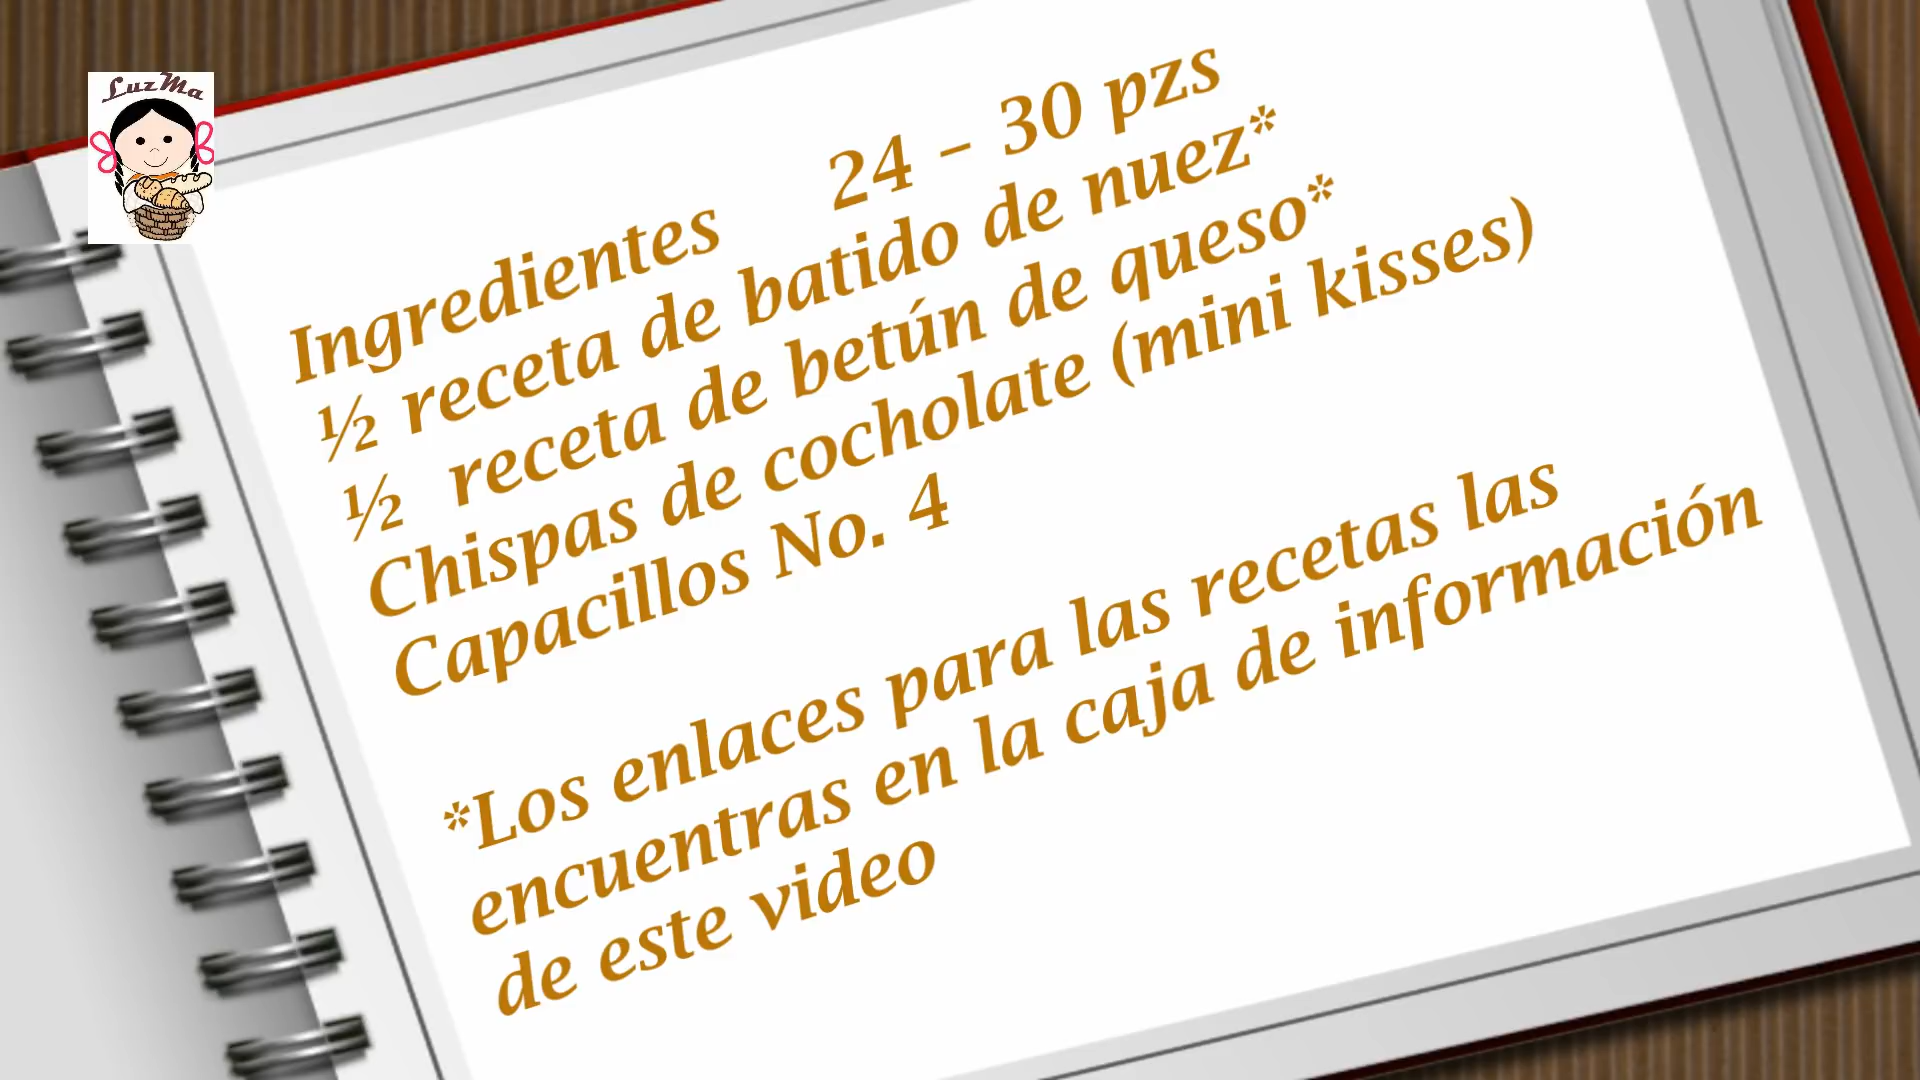 LuzMa
Ingredientes 24 – 30 pzs
½ receta de batido de nuez*
½ receta de betún de queso*
Chispas de cocholate (mini kisses)
Capacillos No. 4
*Los enlaces para las recetas las
encuentras en la caja de información
de este video